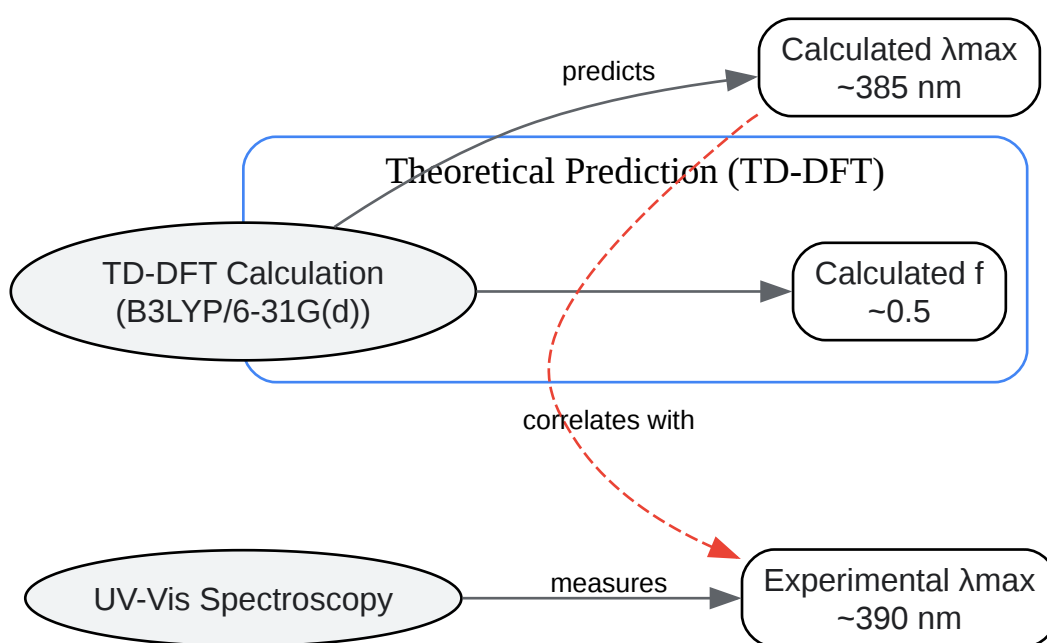 Calculated λmax
~385 nm
predicts
Theoretical Prediction (TD-DFT)
TD-DFT Calculation
(B3LYP/6-31G(d))
Calculated f
~0.5
correlates with
UV-Vis Spectroscopy
measures
Experimental λmax
~390 nm